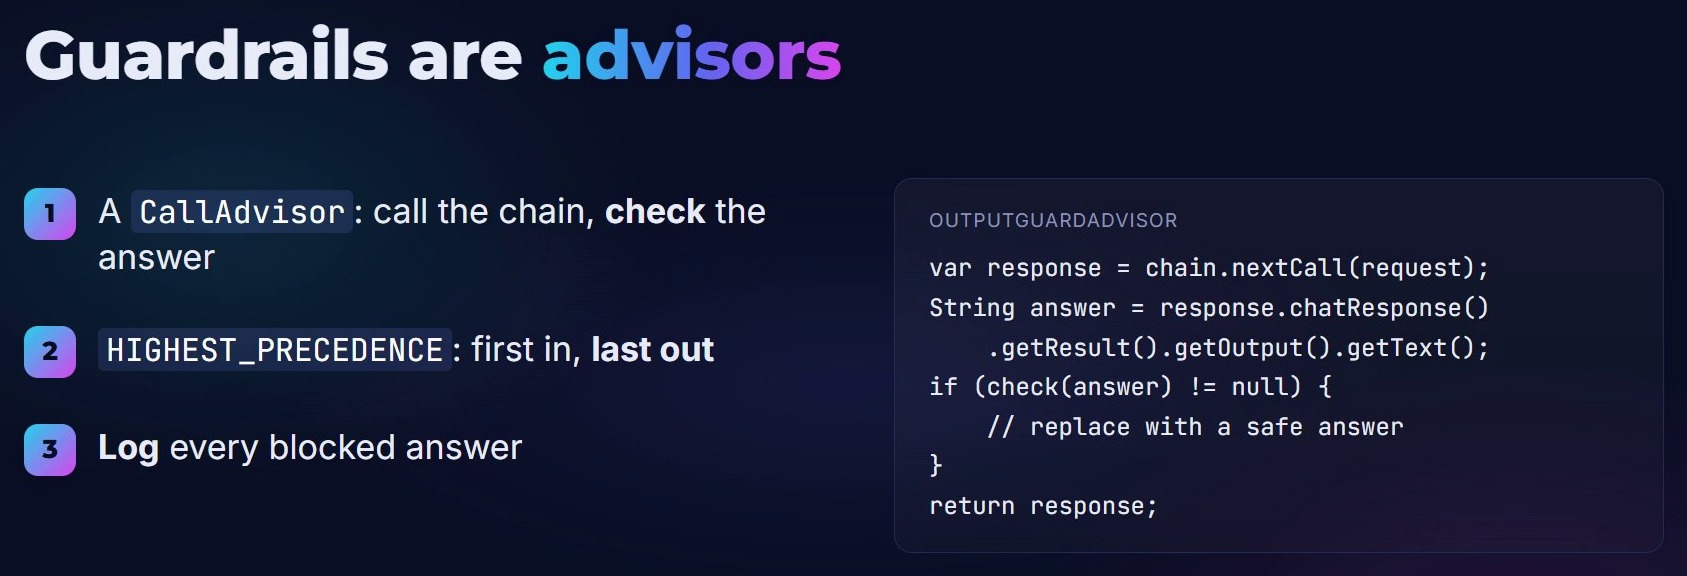 Guardrails are advisors
1 A CallAdvisor: call the chain, check the
answer
2 HIGHEST_PRECEDENCE: first in, last out
3 Log every blocked answer
OUTPUTGUARDADVISOR
var response = chain.nextCall(request);
String answer = response.chatResponse()
    .getResult().getOutput().getText();
if (check(answer) != null) {
    // replace with a safe answer
}
return response;